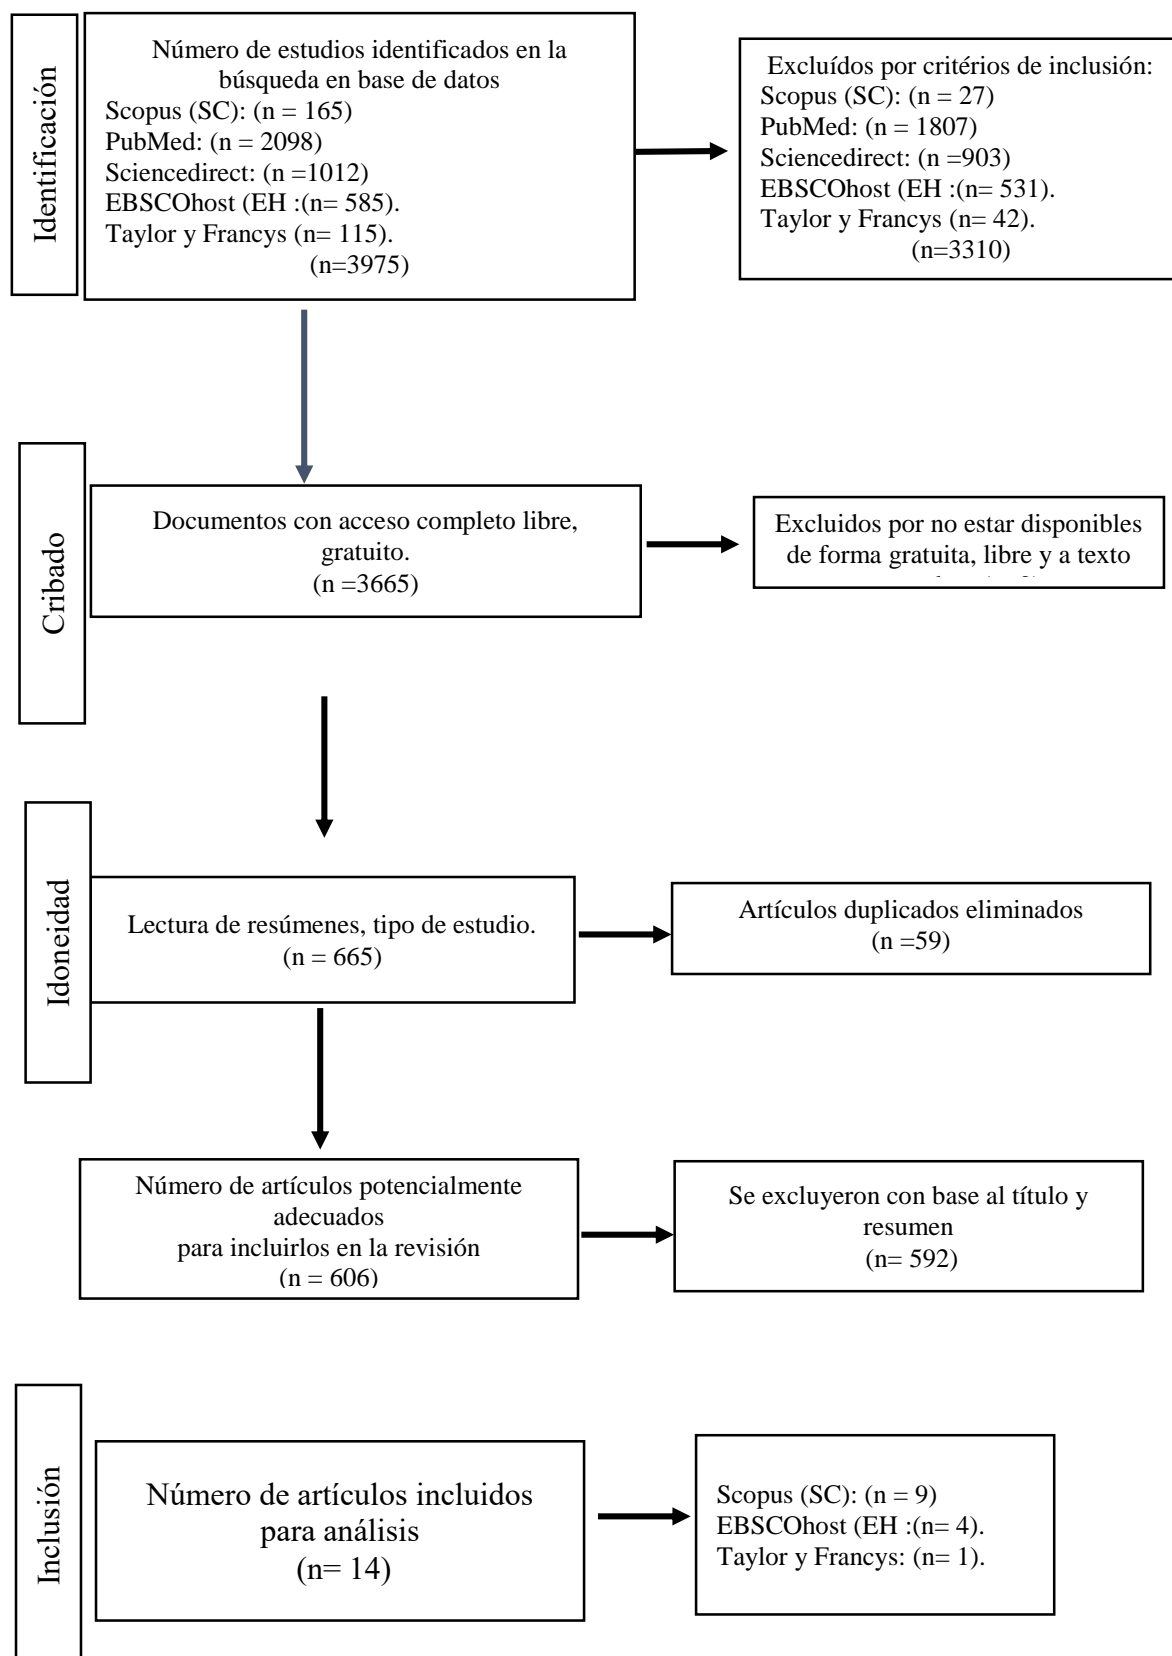 Identificación
Número de estudios identificados en la
búsqueda en base de datos
Scopus (SC): (n = 165)
PubMed: (n = 2098)
Sciencedirect: (n =1012)
EBSCOhost (EH :(n= 585).
Taylor y Francys (n= 115).
(n=3975)
Excluídos por critérios de inclusión:
Scopus (SC): (n = 27)
PubMed: (n = 1807)
Sciencedirect: (n =903)
EBSCOhost (EH :(n= 531).
Taylor y Francys (n= 42).
(n=3310)
Cribado
Documentos con acceso completo libre,
gratuito.
(n =3665)
Excluidos por no estar disponibles
de forma gratuita, libre y a texto
Idoneidad
Lectura de resúmenes, tipo de estudio.
(n = 665)
Artículos duplicados eliminados
(n =59)
Número de artículos potencialmente
adecuados
para incluirlos en la revisión
(n = 606)
Se excluyeron con base al título y
resumen
(n= 592)
Inclusión
Número de artículos incluidos
para análisis
(n= 14)
Scopus (SC): (n = 9)
EBSCOhost (EH :(n= 4).
Taylor y Francys: (n= 1).